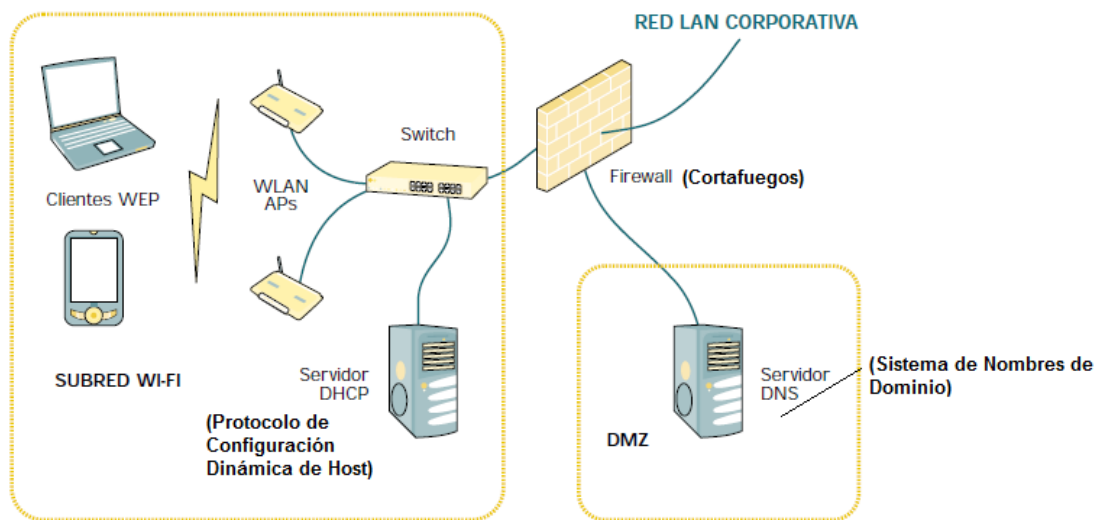 RED LAN CORPORATIVA
Switch
Clientes WEP
WLAN
APs
Firewall (Cortafuegos)
SUBRED WI-FI
Servidor
DHCP
(Protocolo de
Configuración
Dinámica de Host)
Servidor
DNS
(Sistema de Nombres de
Dominio)
DMZ